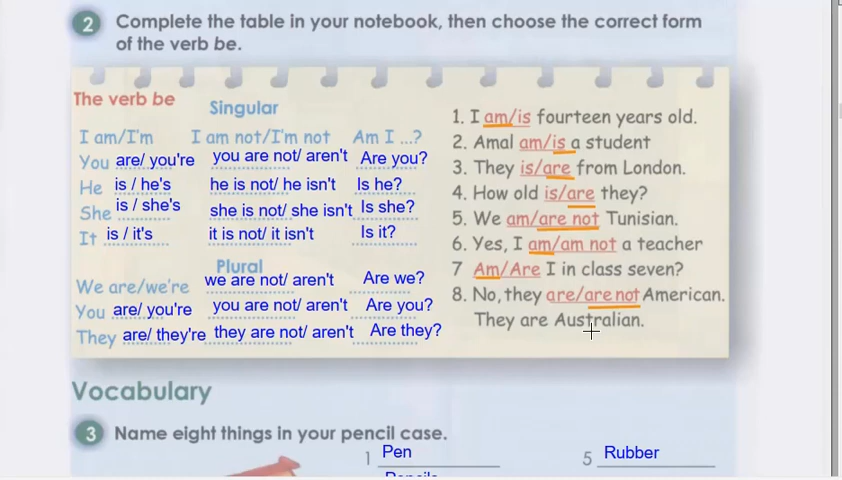 2 Complete the table in your notebook, then choose the correct form
of the verb be.
The verb be
Singular
I am/I'm I am not/I'm not Am I ...?
You are/ you're you are not/ aren't Are you?
He is / he's he is not/ he isn't Is he?
She is / she's she is not/ she isn't Is she?
It is / it's it is not/ it isn't Is it?
Plural
We are/we're we are not/ aren't Are we?
You are/ you're you are not/ aren't Are you?
They are/ they're they are not/ aren't Are they?
1. I am/is fourteen years old.
2. Amal am/is a student
3. They is/are from London.
4. How old is/are they?
5. We am/are not Tunisian.
6. Yes, I am/am not a teacher
7 Am/Are I in class seven?
8. No, they are/are not American.
They are Australian.
Vocabulary
3 Name eight things in your pencil case.
1 Pen
5 Rubber
Pencils